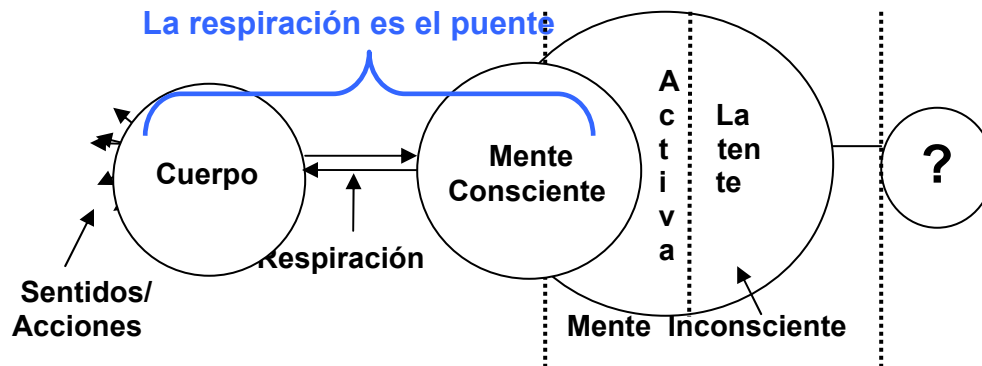 La respiración es el puente
Cuerpo
Mente
Consciente
A
c
t
i
v
a
La
ten
te
?
Respiración
Sentidos/
Acciones
Mente Inconsciente